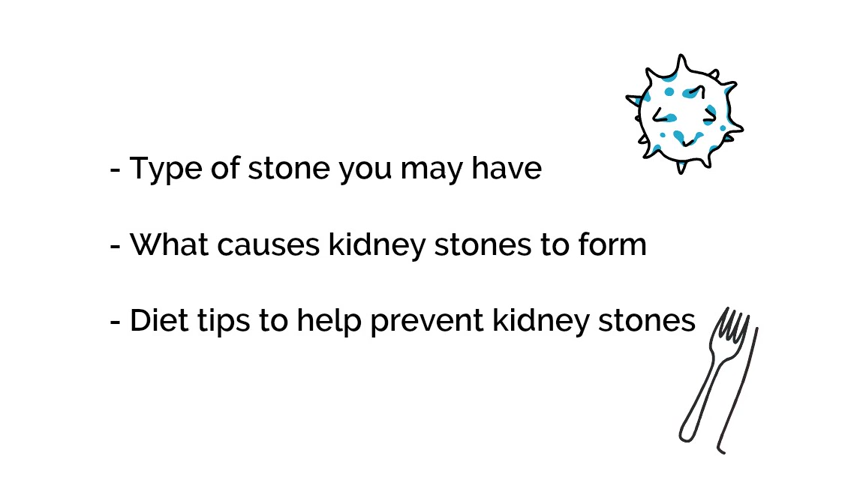 - Type of stone you may have
- What causes kidney stones to form
- Diet tips to help prevent kidney stones